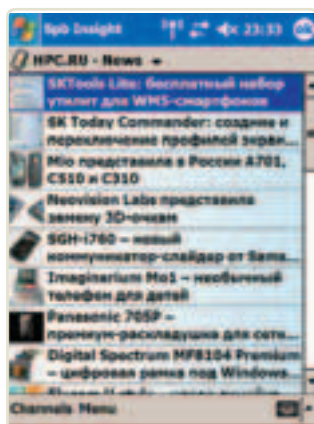 Spb Insight 23:33 ok
HPC.RU - News
SKTools Lite: бесплатный набор
утилит для WM5-смартфонов
SK Today Commander: создание и
переключение профилей экран...
Mio представила в России A701,
C510 и C310
Neovision Labs представила
замену 3D-очкам
SGH-i760 – новый
коммуникатор-слайдер от Sams...
Imaginarium Mo1 – необычный
телефон для детей
Panasonic 705P –
премиум-раскладушка для сото...
Digital Spectrum MF8104 Premium
– цифровая рамка под Windows
Channels Menu